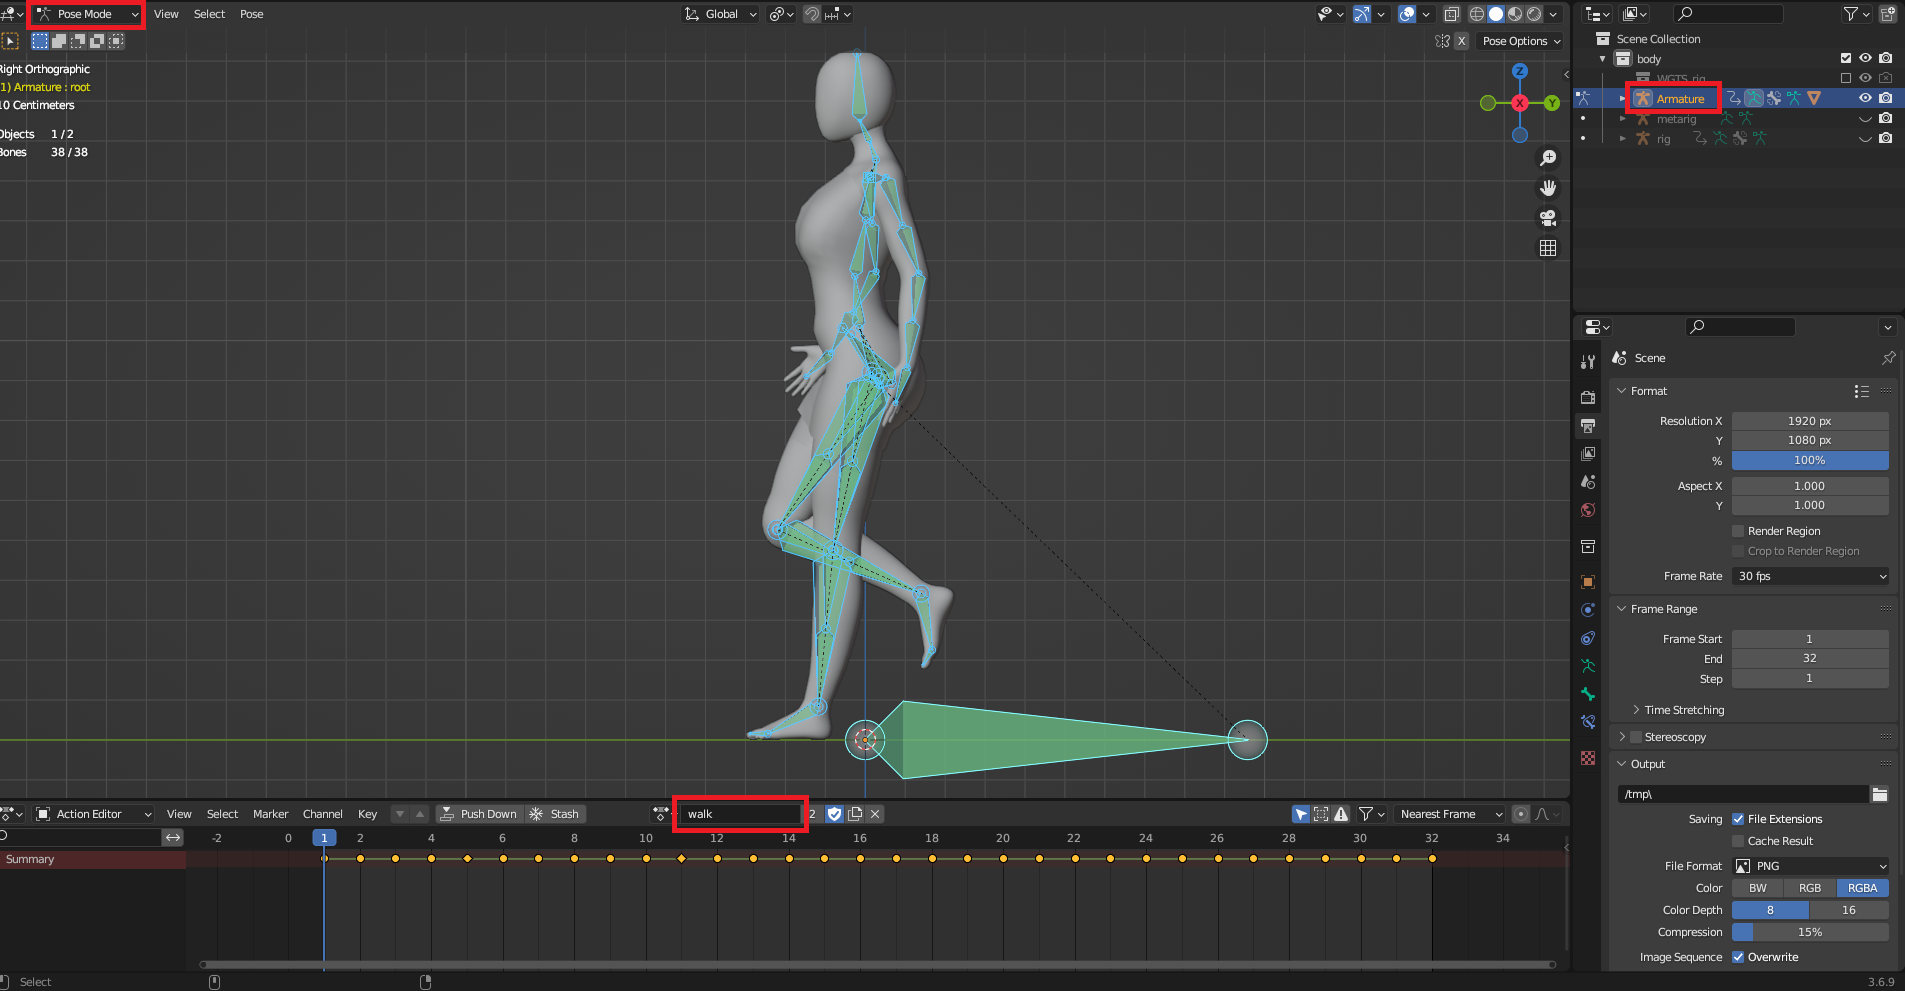 Pose Mode View Select Pose Global
Pose Options
Right Orthographic
1) Armature : root
10 Centimeters
Objects 1 / 2
Bones 38 / 38
Z
X
Y
X
Scene Collection
body
WGTS_rig
Armature
metarig
rig
Scene
Format
Resolution X 1920 px
Y 1080 px
% 100%
Aspect X 1.000
Y 1.000
Render Region
Crop to Render Region
Frame Rate 30 fps
Frame Range
Frame Start 1
End 32
Step 1
Time Stretching
Stereoscopy
Output
/tmp\
Saving File Extensions
Cache Result
File Format PNG
Color BW RGB RGBA
Color Depth 8 16
Compression 15%
Image Sequence Overwrite
Action Editor View Select Marker Channel Key Push Down Stash walk 2 Nearest Frame
-2 0 1 2 4 6 8 10 12 14 16 18 20 22 24 26 28 30 32 34
Summary
Select
3.6.9